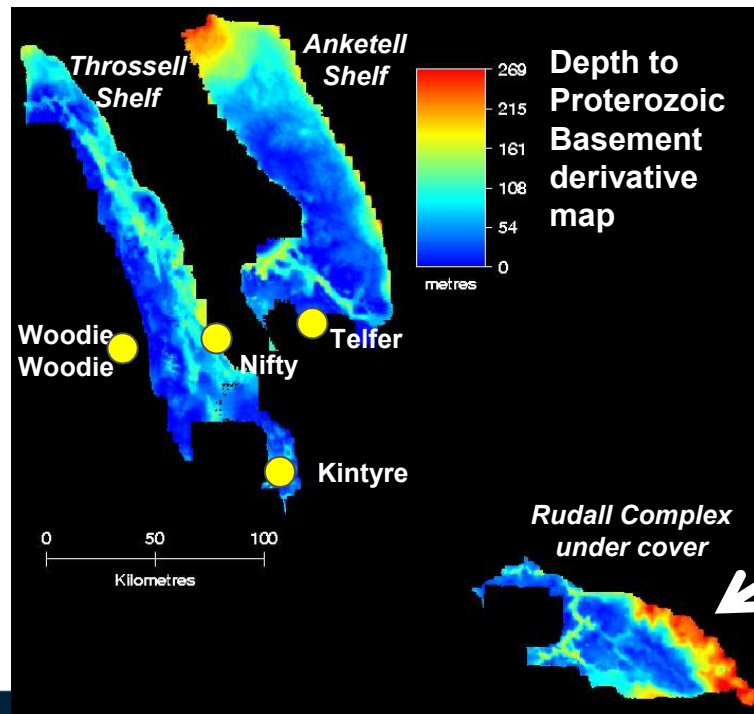 Throssell
Shelf
Anketell
Shelf
269
215
161
108
54
0
metres
Depth to
Proterozoic
Basement
derivative
map
Woodie
Woodie
Nifty
Telfer
Kintyre
0 50 100
Kilometres
Rudall Complex
under cover